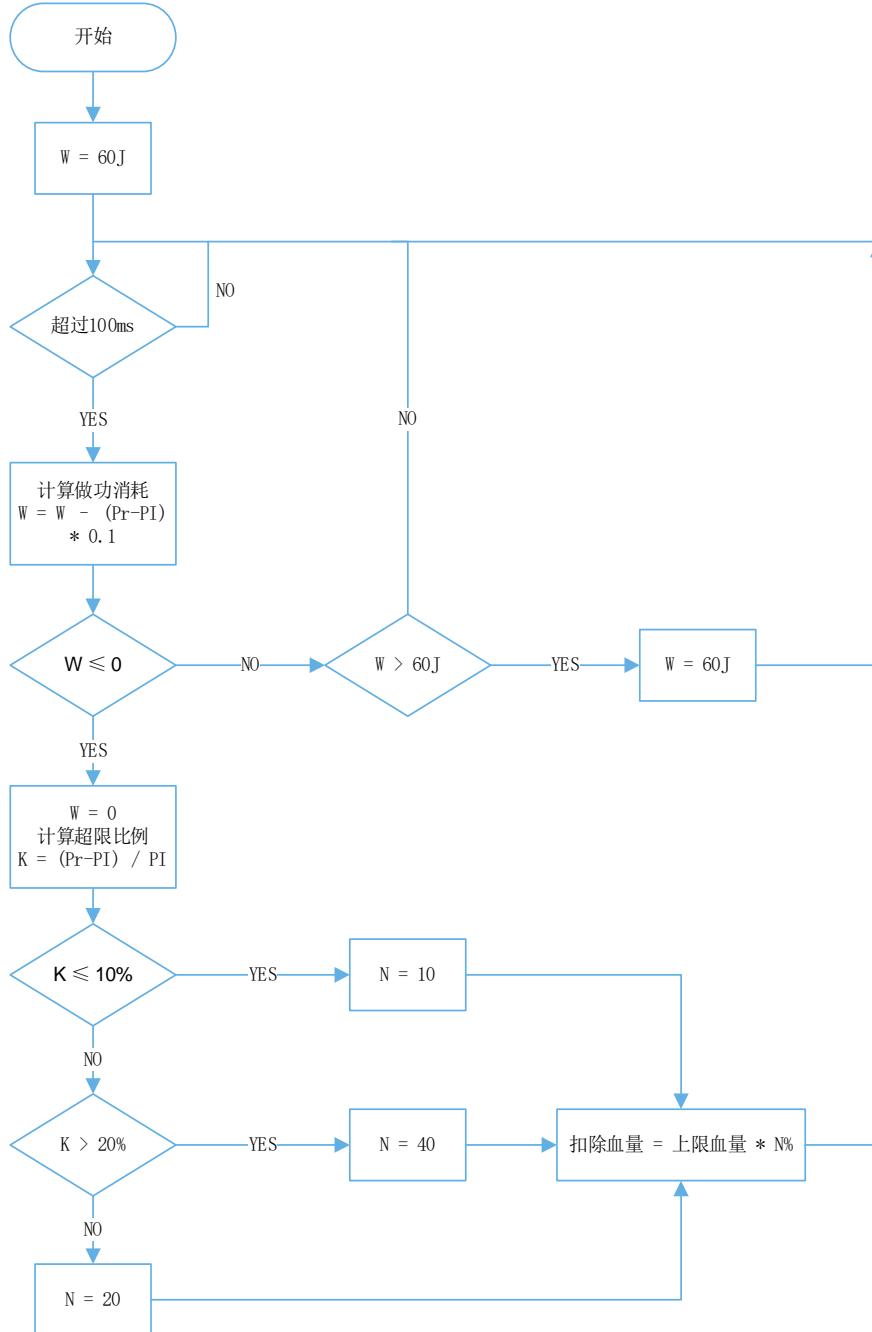 开始
W = 60J
超过100ms
NO
YES
NO
计算做功消耗
W = W - (Pr-PI)
* 0.1
W ≤ 0
NO
W > 60J
YES
W = 60J
YES
W = 0
计算超限比例
K = (Pr-PI) / PI
K ≤ 10%
YES
N = 10
NO
K > 20%
YES
N = 40
扣除血量 = 上限血量 * N%
NO
N = 20